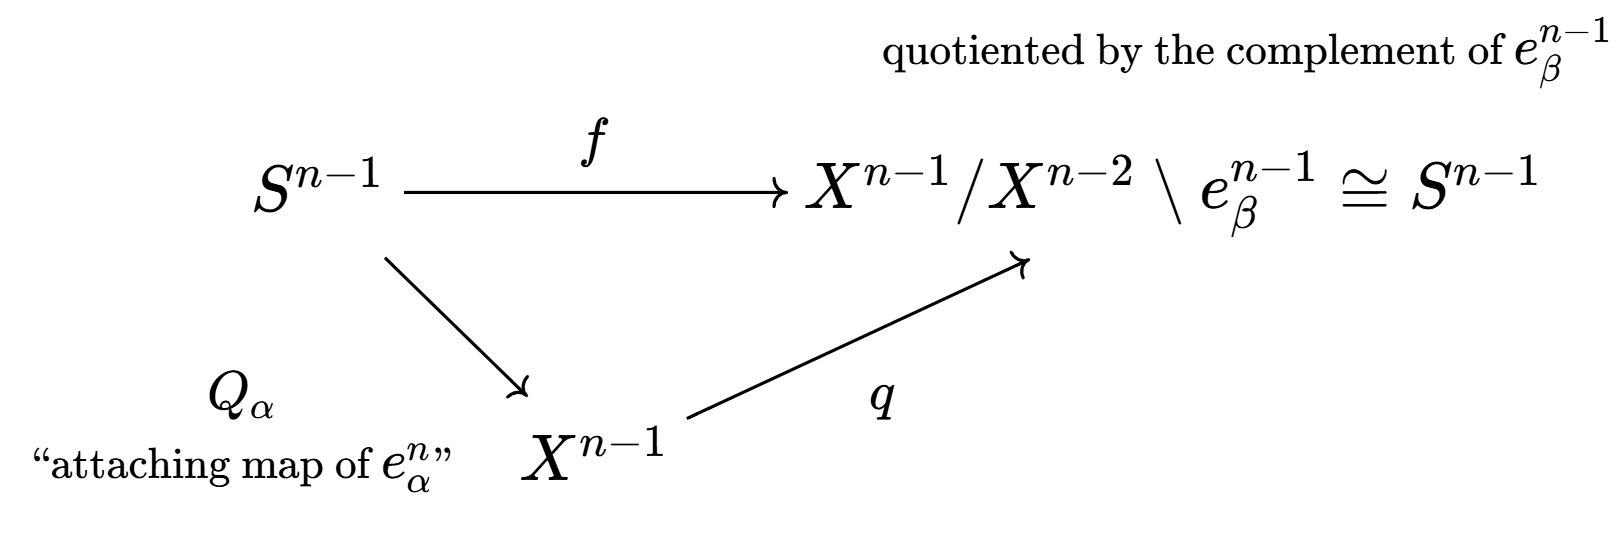 quotiented by the complement of $e_\beta^{n-1}$
$f$
$S^{n-1}$ $X^{n-1}/X^{n-2} \setminus e_\beta^{n-1} \cong S^{n-1}$
$Q_\alpha$ $q$
“attaching map of $e_\alpha^n$” $X^{n-1}$